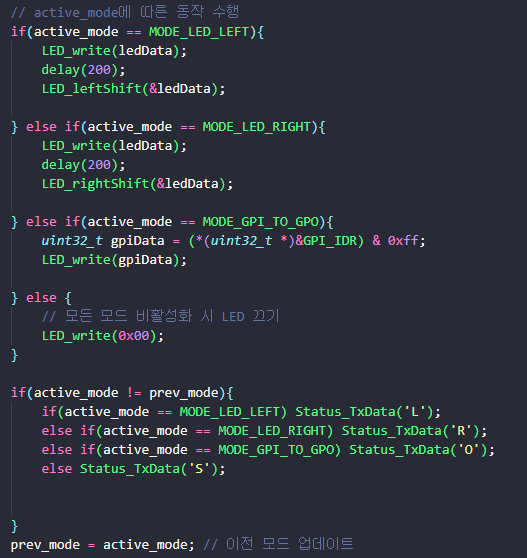 // active_mode에 따른 동작 수행
if(active_mode == MODE_LED_LEFT){
LED_write(ledData);
delay(200);
LED_leftShift(&ledData);
} else if(active_mode == MODE_LED_RIGHT){
LED_write(ledData);
delay(200);
LED_rightShift(&ledData);
} else if(active_mode == MODE_GPI_TO_GPO){
uint32_t gpiData = (*(uint32_t *)&GPI_IDR) & 0xff;
LED_write(gpiData);
} else {
// 모든 모드 비활성화 시 LED 끄기
LED_write(0x00);
}
if(active_mode != prev_mode){
if(active_mode == MODE_LED_LEFT) Status_TxData('L');
else if(active_mode == MODE_LED_RIGHT) Status_TxData('R');
else if(active_mode == MODE_GPI_TO_GPO) Status_TxData('O');
else Status_TxData('S');
}
prev_mode = active_mode; // 이전 모드 업데이트